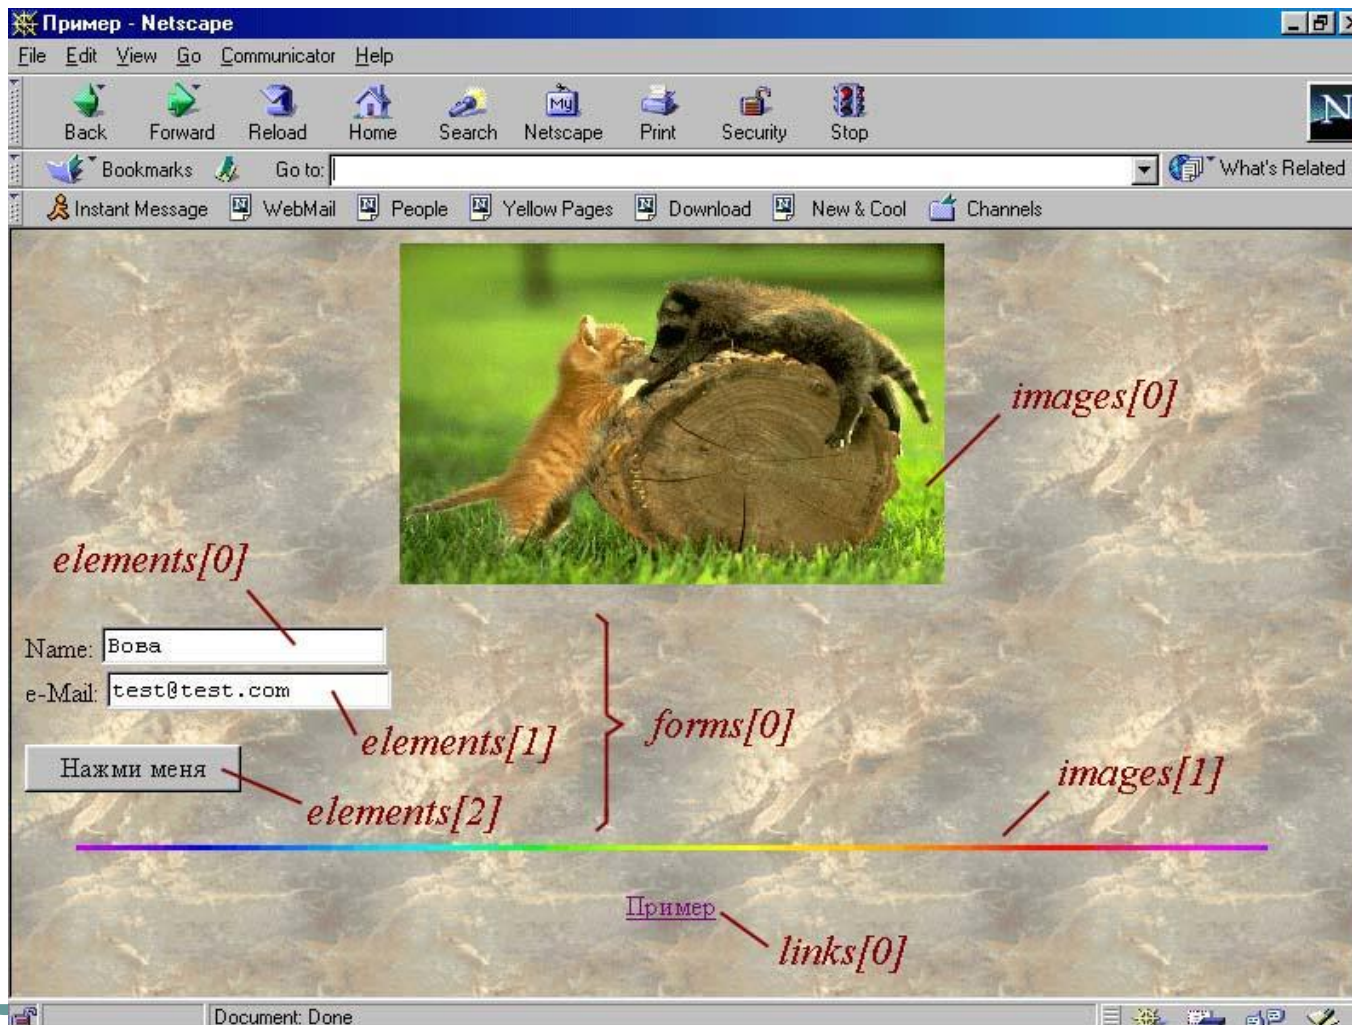 Пример - Netscape
File Edit View Go Communicator Help
Back Forward Reload Home Search Netscape Print Security Stop
My
N
Bookmarks Go to: What's Related
Instant Message WebMail People Yellow Pages Download New & Cool Channels
images[0]
elements[0]
Name: Вова
e-Mail: test@test.com
elements[1]
forms[0]
Нажми меня
images[1]
elements[2]
Пример
links[0]
Document: Done